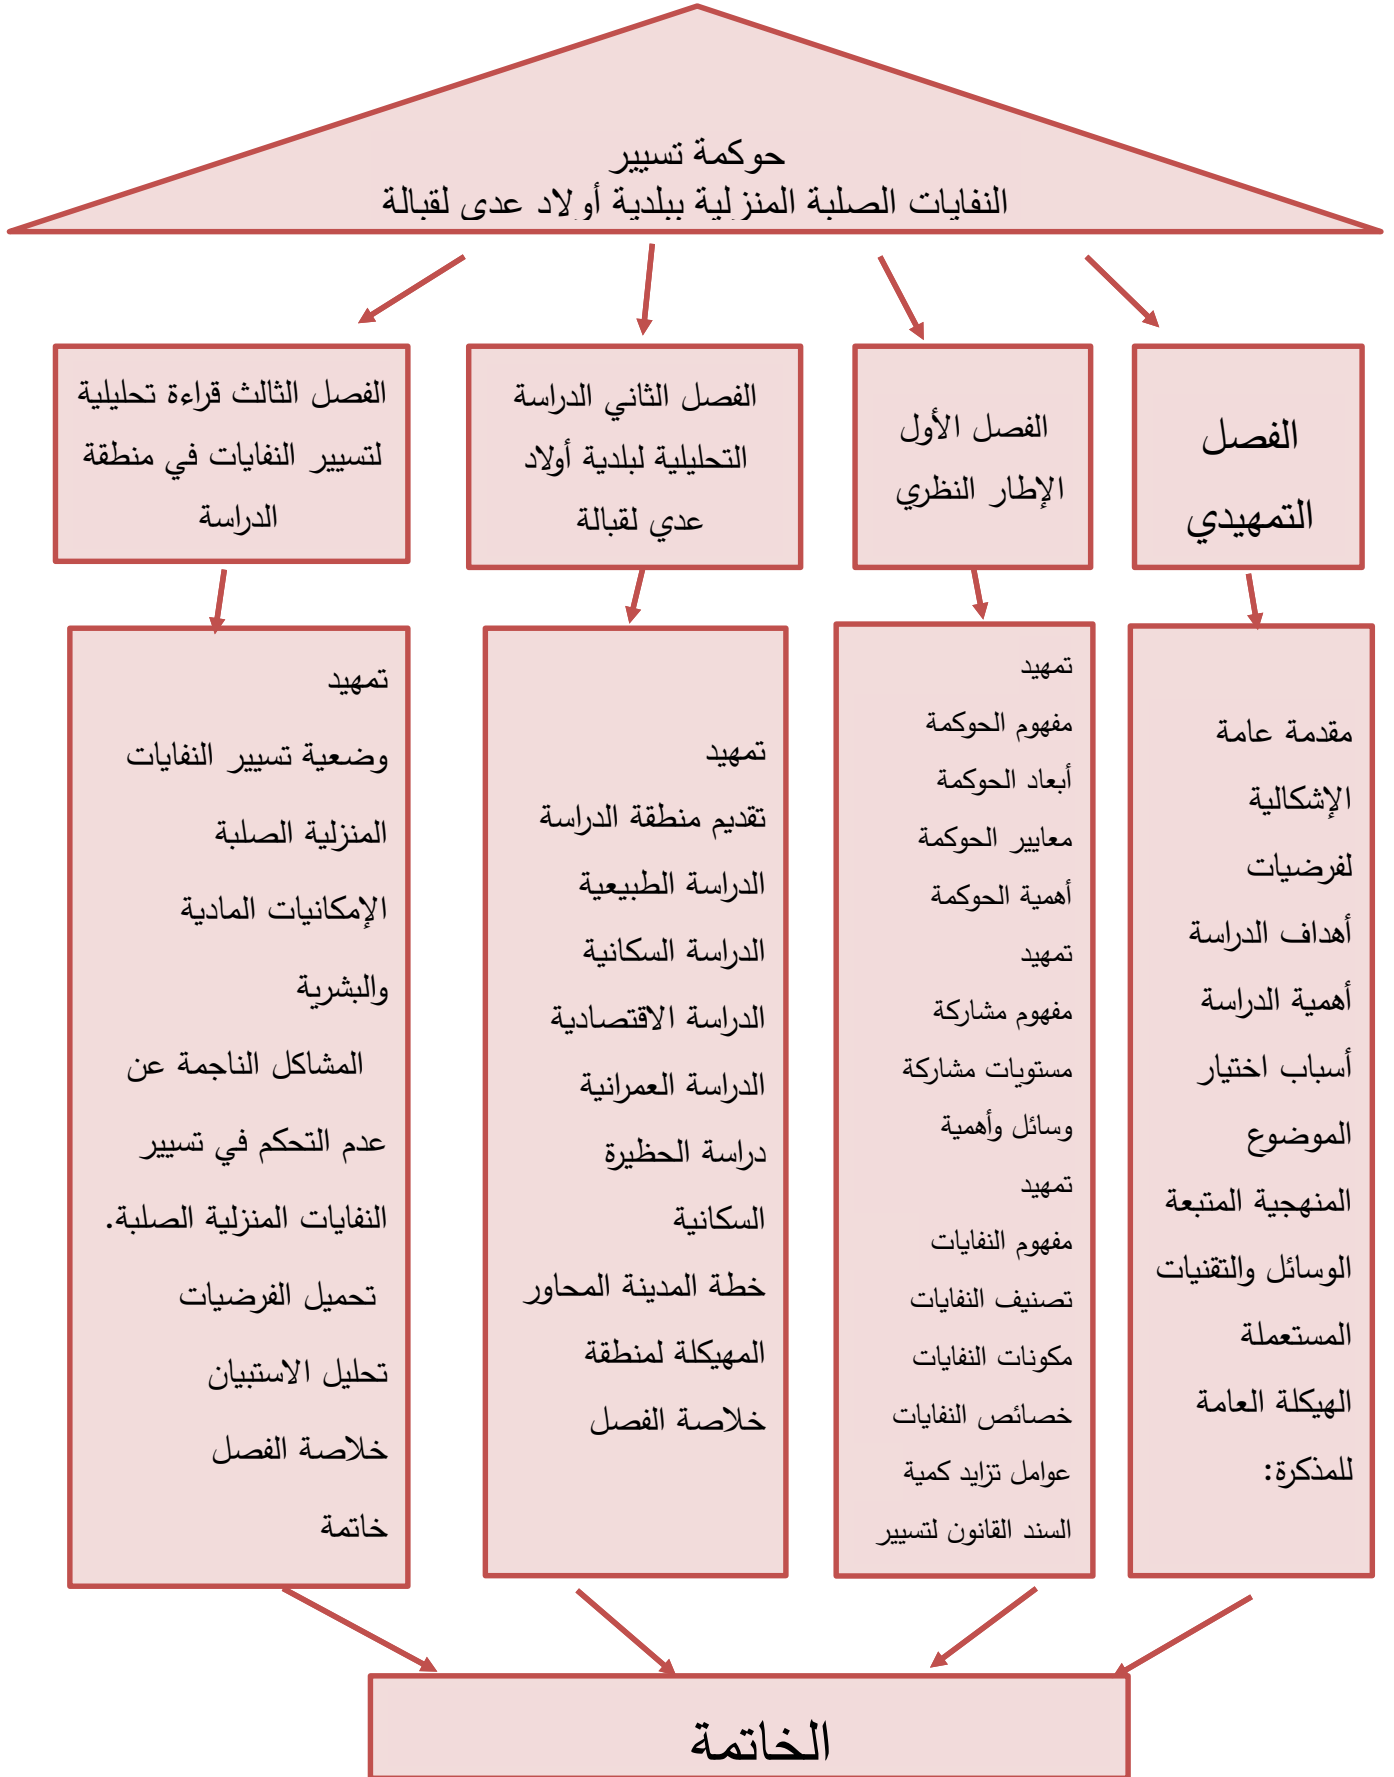 حوكمة تسيير
النفايات الصلبة المنزلية ببلدية أولاد عدي لقبالة
الفصل
التمهيدي
الفصل الأول
الإطار النظري
الفصل الثاني الدراسة
التحليلية لبلدية أولاد
عدي لقبالة
الفصل الثالث قراءة تحليلية
لتسيير النفايات في منطقة
الدراسة
مقدمة عامة
الإشكالية
لفرضيات
أهداف الدراسة
أهمية الدراسة
أسباب اختيار
الموضوع
المنهجية المتبعة
الوسائل والتقنيات
المستعملة
الهيكلة العامة
للمذكرة:
تمهيد
مفهوم الحوكمة
أبعاد الحوكمة
معايير الحوكمة
أهمية الحوكمة
تمهيد
مفهوم مشاركة
مستويات مشاركة
وسائل وأهمية
تمهيد
مفهوم النفايات
تصنيف النفايات
مكونات النفايات
خصائص النفايات
عوامل تزايد كمية
السند القانون لتسيير
تمهيد
تقديم منطقة الدراسة
الدراسة الطبيعية
الدراسة السكانية
الدراسة الاقتصادية
الدراسة العمرانية
دراسة الحظيرة
السكانية
خطة المدينة المحاور
المهيكلة لمنطقة
خلاصة الفصل
تمهيد
وضعية تسيير النفايات
المنزلية الصلبة
الإمكانيات المادية
والبشرية
المشاكل الناجمة عن
عدم التحكم في تسيير
النفايات المنزلية الصلبة.
تحميل الفرضيات
تحليل الاستبيان
خلاصة الفصل
خاتمة
الخاتمة